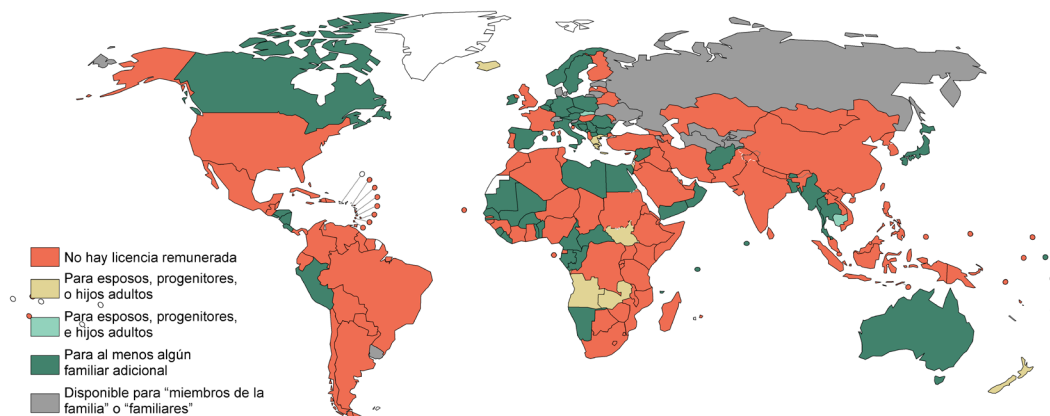 No hay licencia remunerada
Para esposos, progenitores,
o hijos adultos
Para esposos, progenitores,
e hijos adultos
Para al menos algún
familiar adicional
Disponible para “miembros de la
familia” o “familiares”